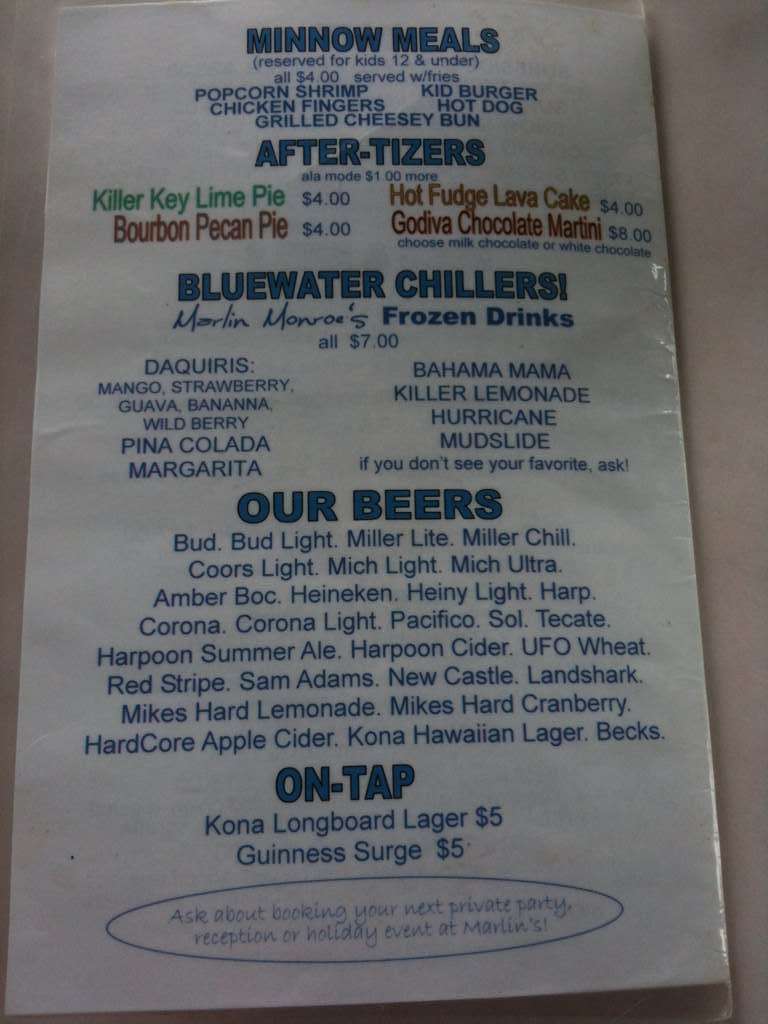 MINNOW MEALS
(reserved for kids 12 & under)
all $4.00 served w/fries
POPCORN SHRIMP KID BURGER
CHICKEN FINGERS HOT DOG
GRILLED CHEESEY BUN
AFTER-TIZERS
ala mode $1.00 more
Killer Key Lime Pie $4.00 Hot Fudge Lava Cake $4.00
Bourbon Pecan Pie $4.00 Godiva Chocolate Martini $8.00
choose milk chocolate or white chocolate
BLUEWATER CHILLERS!
Marlin Monroe's Frozen Drinks
all $7.00
DAQUIRIS:
MANGO, STRAWBERRY,
GUAVA, BANANNA,
WILD BERRY
PINA COLADA
MARGARITA
BAHAMA MAMA
KILLER LEMONADE
HURRICANE
MUDSLIDE
if you don't see your favorite, ask!
OUR BEERS
Bud. Bud Light. Miller Lite. Miller Chill.
Coors Light. Mich Light. Mich Ultra.
Amber Boc. Heineken. Heiny Light. Harp.
Corona. Corona Light. Pacifico. Sol. Tecate.
Harpoon Summer Ale. Harpoon Cider. UFO Wheat.
Red Stripe. Sam Adams. New Castle. Landshark.
Mikes Hard Lemonade. Mikes Hard Cranberry.
HardCore Apple Cider. Kona Hawaiian Lager. Becks.
ON-TAP
Kona Longboard Lager $5
Guinness Surge $5
Ask about booking your next private party,
reception or holiday event at Marlin's!